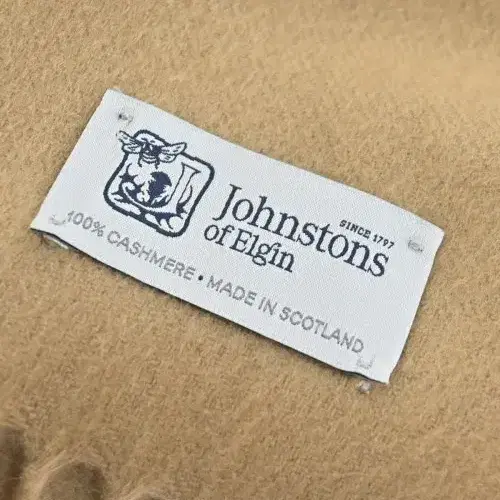 SINCE 1797
Johnstons
of Elgin
100% CASHMERE • MADE IN SCOTLAND